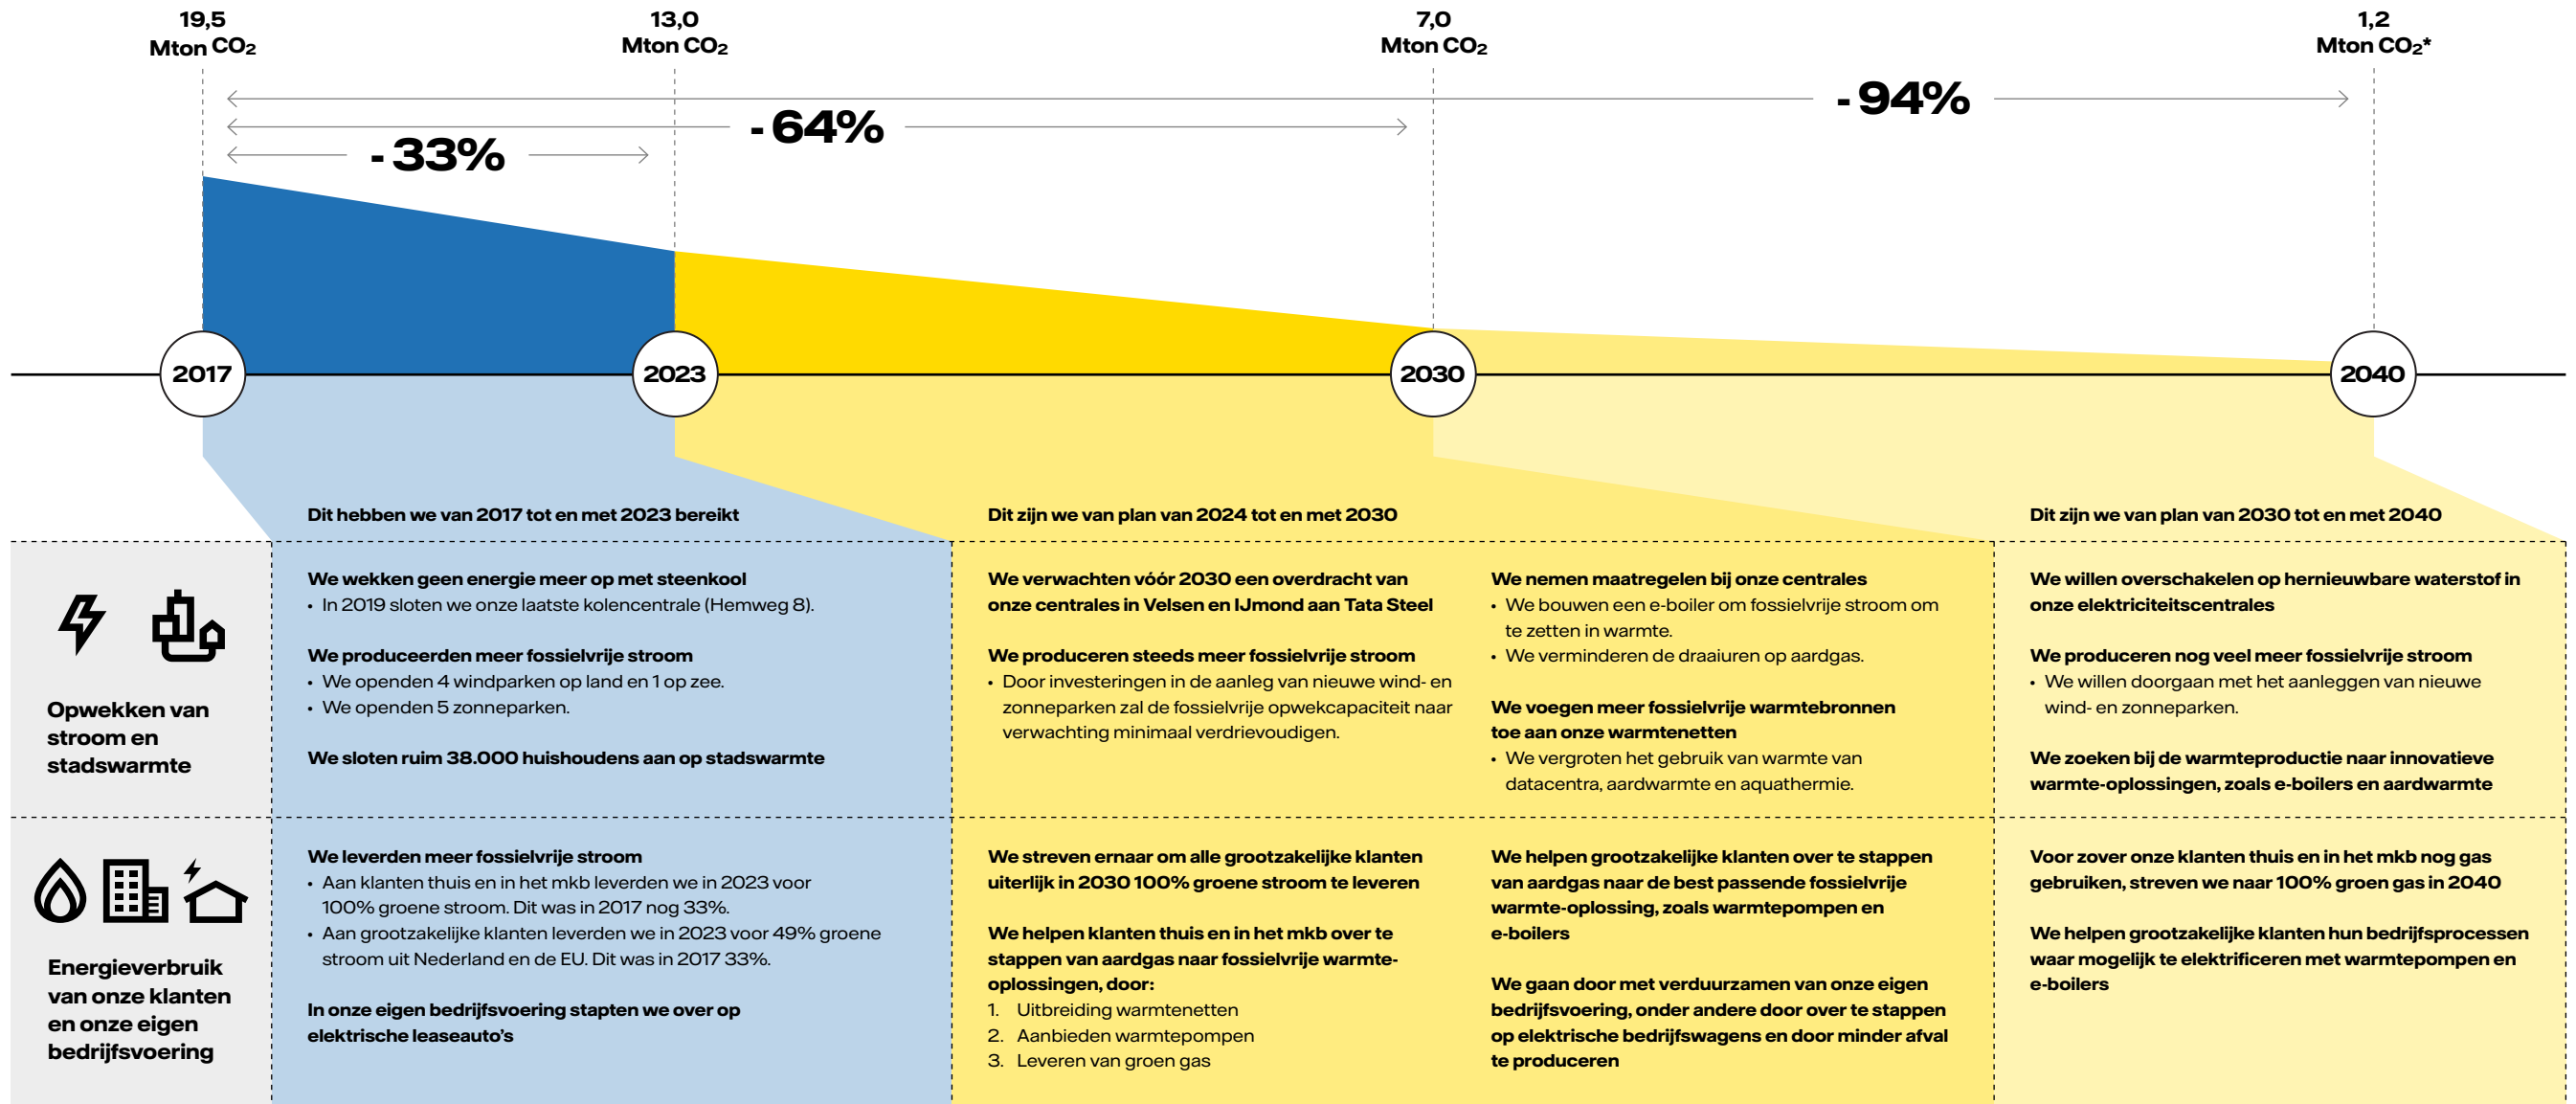 19,5
Mton CO₂
13,0
Mton CO₂
7,0
Mton CO₂
1,2
Mton CO₂*
- 94%
- 64%
- 33%
2017
2023
2030
2040
Dit hebben we van 2017 tot en met 2023 bereikt
Dit zijn we van plan van 2024 tot en met 2030
Dit zijn we van plan van 2030 tot en met 2040
Opwekken van
stroom en
stadswarmte
We wekken geen energie meer op met steenkool
• In 2019 sloten we onze laatste kolencentrale (Hemweg 8).
We produceerden meer fossielvrije stroom
• We openden 4 windparken op land en 1 op zee.
• We openden 5 zonneparken.
We sloten ruim 38.000 huishoudens aan op stadswarmte
We verwachten vóór 2030 een overdracht van
onze centrales in Velsen en IJmond aan Tata Steel
We produceren steeds meer fossielvrije stroom
• Door investeringen in de aanleg van nieuwe wind- en
zonneparken zal de fossielvrije opwekcapaciteit naar
verwachting minimaal verdrievoudigen.
We nemen maatregelen bij onze centrales
• We bouwen een e-boiler om fossielvrije stroom om
te zetten in warmte.
• We verminderen de draaiuren op aardgas.
We voegen meer fossielvrije warmtebronnen
toe aan onze warmtenetten
• We vergroten het gebruik van warmte van
datacentra, aardwarmte en aquathermie.
We willen overschakelen op hernieuwbare waterstof in
onze elektriciteitscentrales
We produceren nog veel meer fossielvrije stroom
• We willen doorgaan met het aanleggen van nieuwe
wind- en zonneparken.
We zoeken bij de warmteproductie naar innovatieve
warmte-oplossingen, zoals e-boilers en aardwarmte
Energieverbruik
van onze klanten
en onze eigen
bedrijfsvoering
We leverden meer fossielvrije stroom
• Aan klanten thuis en in het mkb leverden we in 2023 voor
100% groene stroom. Dit was in 2017 nog 33%.
• Aan grootzakelijke klanten leverden we in 2023 voor 49% groene
stroom uit Nederland en de EU. Dit was in 2017 33%.
In onze eigen bedrijfsvoering stapten we over op
elektrische leaseauto's
We streven ernaar om alle grootzakelijke klanten
uiterlijk in 2030 100% groene stroom te leveren
We helpen klanten thuis en in het mkb over te
stappen van aardgas naar fossielvrije warmte-
oplossingen, door:
1. Uitbreiding warmtenetten
2. Aanbieden warmtepompen
3. Leveren van groen gas
We helpen grootzakelijke klanten over te stappen
van aardgas naar de best passende fossielvrije
warmte-oplossing, zoals warmtepompen en
e-boilers
We gaan door met verduurzamen van onze eigen
bedrijfsvoering, onder andere door over te stappen
op elektrische bedrijfswagens en door minder afval
te produceren
Voor zover onze klanten thuis en in het mkb nog gas
gebruiken, streven we naar 100% groen gas in 2040
We helpen grootzakelijke klanten hun bedrijfsprocessen
waar mogelijk te elektrificeren met warmtepompen en
e-boilers